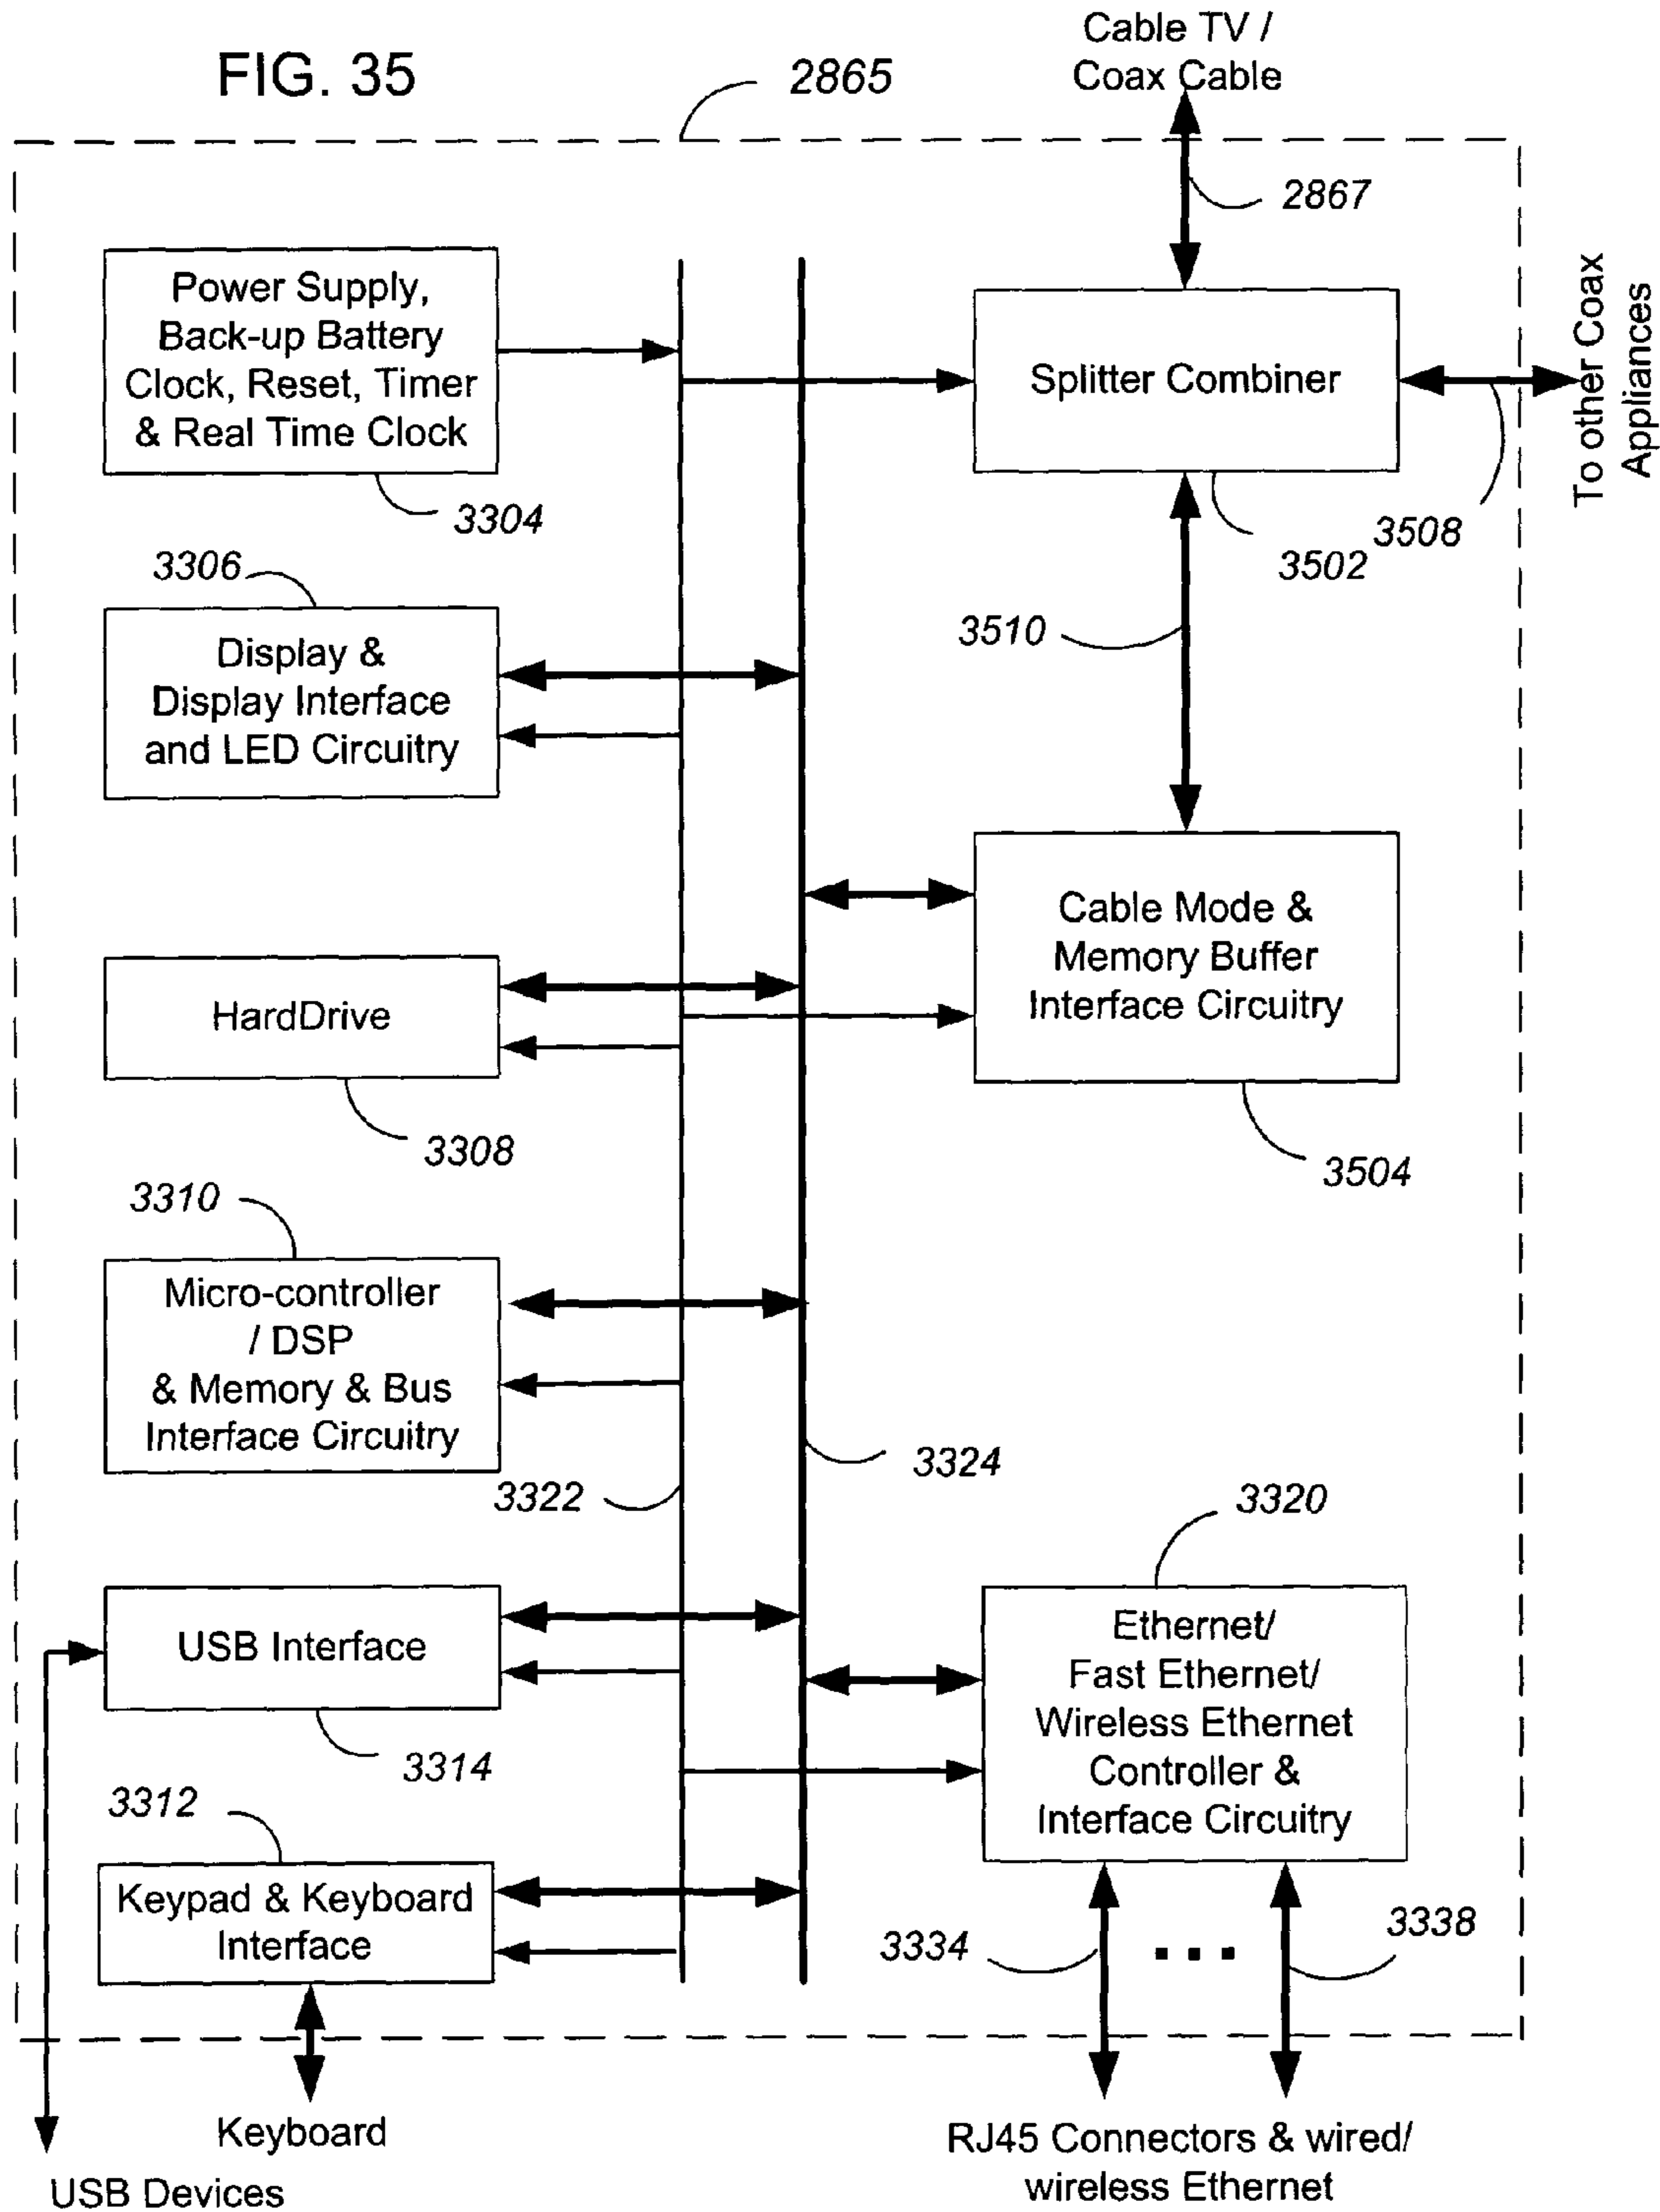 FIG. 35
2865
Cable TV /
Coax Cable
2867
Power Supply,
Back-up Battery
Clock, Reset, Timer
& Real Time Clock
3304
Splitter Combiner
To other Coax
Appliances
3508
3502
3306
Display &
Display Interface
and LED Circuitry
3510
Cable Mode &
Memory Buffer
Interface Circuitry
3504
HardDrive
3308
3310
Micro-controller
/ DSP
& Memory & Bus
Interface Circuitry
3322
3324
3320
Ethernet/
Fast Ethernet/
Wireless Ethernet
Controller &
Interface Circuitry
USB Interface
3314
3312
Keypad & Keyboard
Interface
3334
3338
Keyboard
USB Devices
RJ45 Connectors & wired/
wireless Ethernet